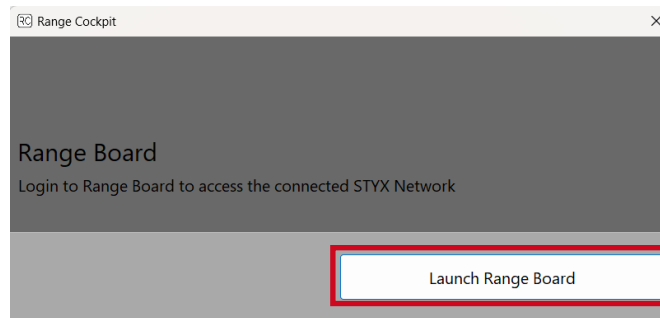 RC Range Cockpit
Range Board
Login to Range Board to access the connected STYX Network
Launch Range Board